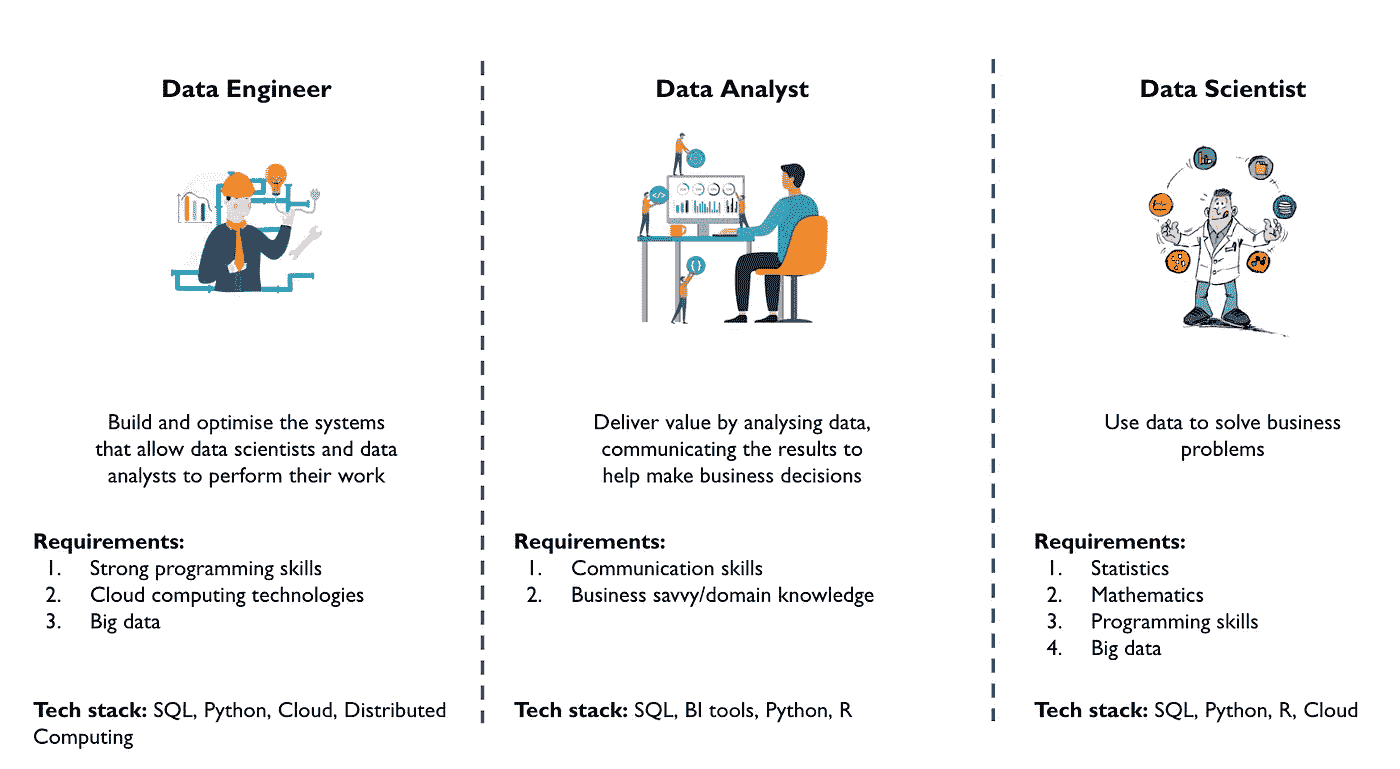 Data Engineer
Build and optimise the systems
that allow data scientists and data
analysts to perform their work
Requirements:
1. Strong programming skills
2. Cloud computing technologies
3. Big data
Tech stack: SQL, Python, Cloud, Distributed
Computing
Data Analyst
Deliver value by analysing data,
communicating the results to
help make business decisions
Requirements:
1. Communication skills
2. Business savvy/domain knowledge
Tech stack: SQL, BI tools, Python, R
Data Scientist
Use data to solve business
problems
Requirements:
1. Statistics
2. Mathematics
3. Programming skills
4. Big data
Tech stack: SQL, Python, R, Cloud